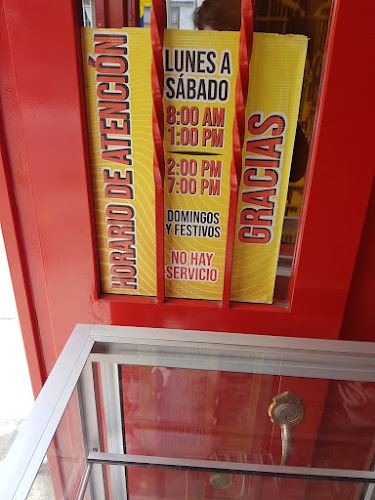 HORARIO DE ATENCIÓN
LUNES A
SÁBADO
8:00 AM
1:00 PM
2:00 PM
7:00 PM
DOMINGOS
Y FESTIVOS
NO HAY
SERVICIO
GRACIAS